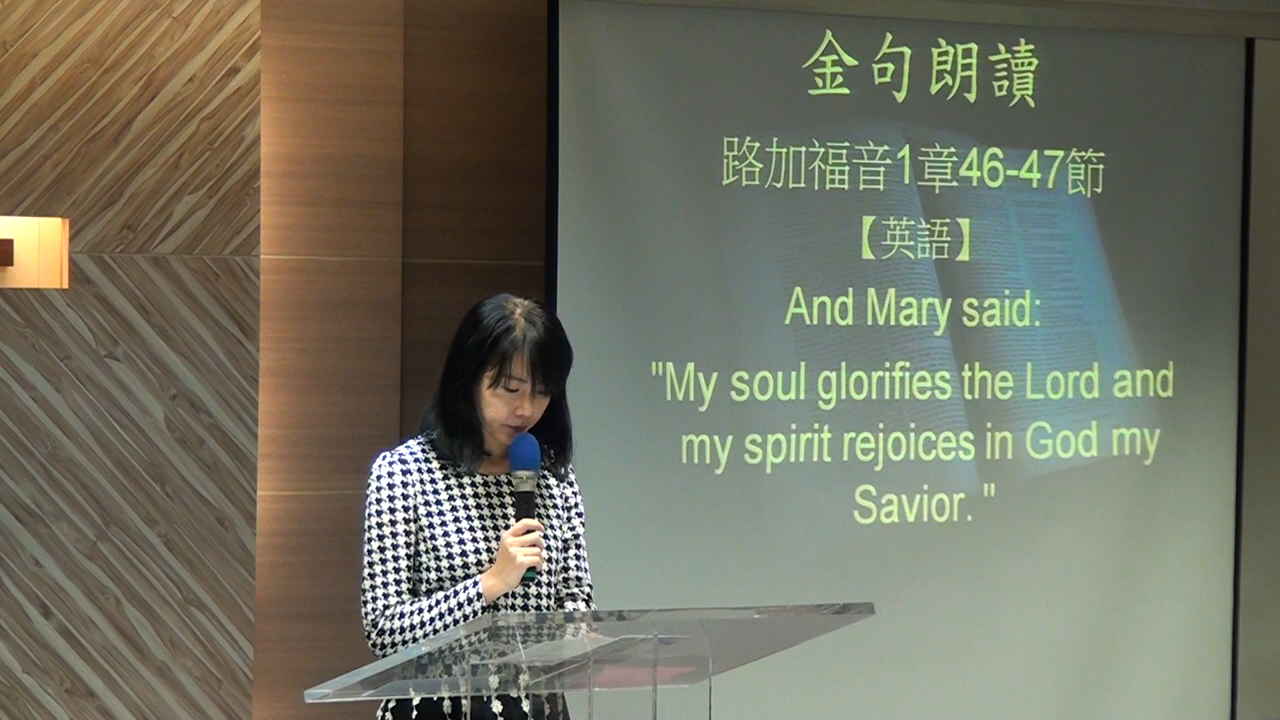 金句朗讀
路加福音1章46-47節
【英語】
And Mary said:
"My soul glorifies the Lord and
my spirit rejoices in God my
Savior. "